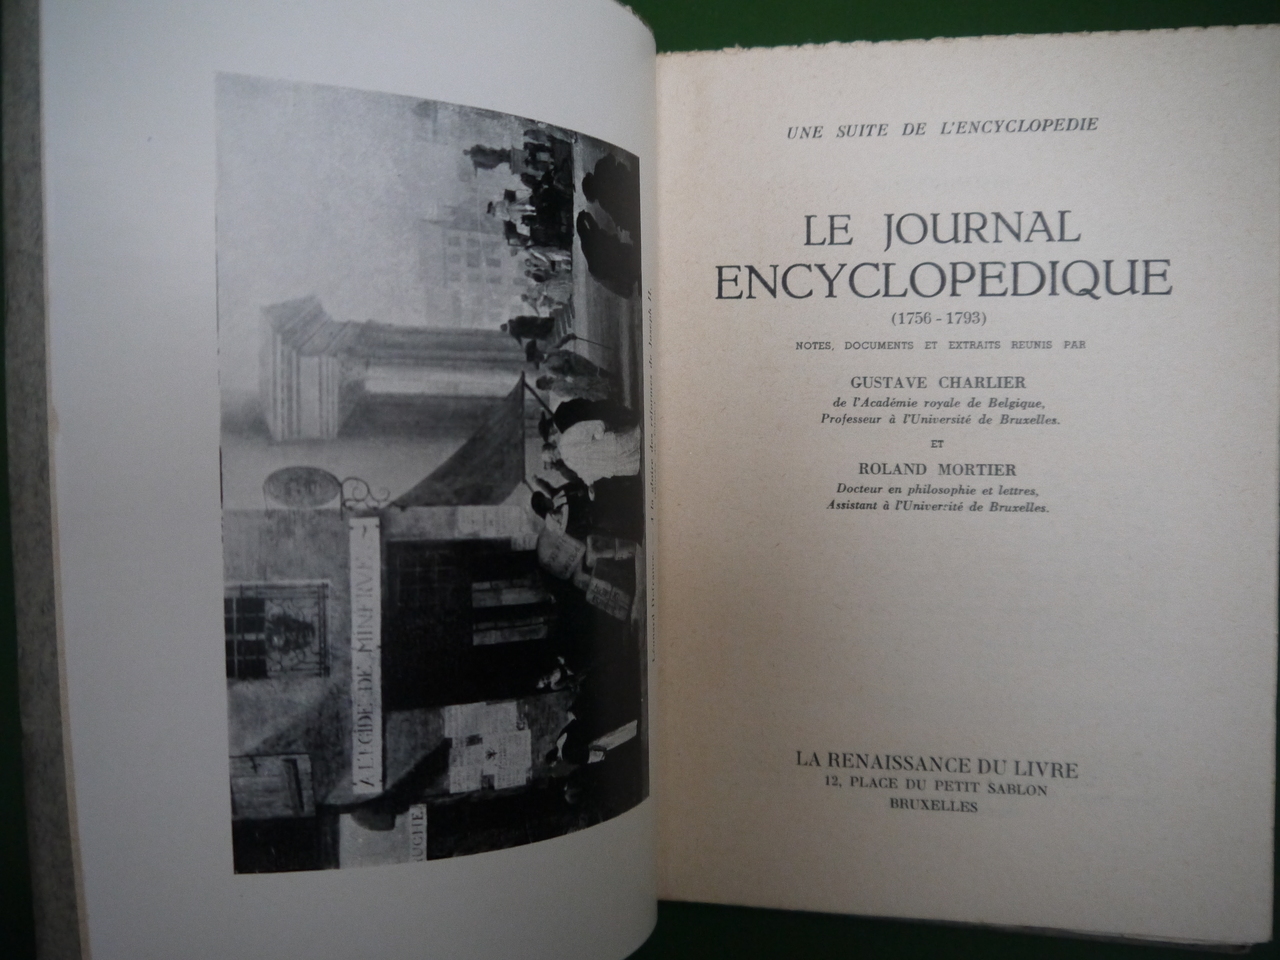 A L'EGIDE DE MINERVE
UCHE
UNE SUITE DE L'ENCYCLOPEDIE
LE JOURNAL
ENCYCLOPEDIQUE
(1756 - 1793)
NOTES, DOCUMENTS ET EXTRAITS REUNIS PAR
GUSTAVE CHARLIER
de l'Académie royale de Belgique,
Professeur à l'Université de Bruxelles.
ET
ROLAND MORTIER
Docteur en philosophie et lettres,
Assistant à l'Université de Bruxelles.
LA RENAISSANCE DU LIVRE
12, PLACE DU PETIT SABLON
BRUXELLES